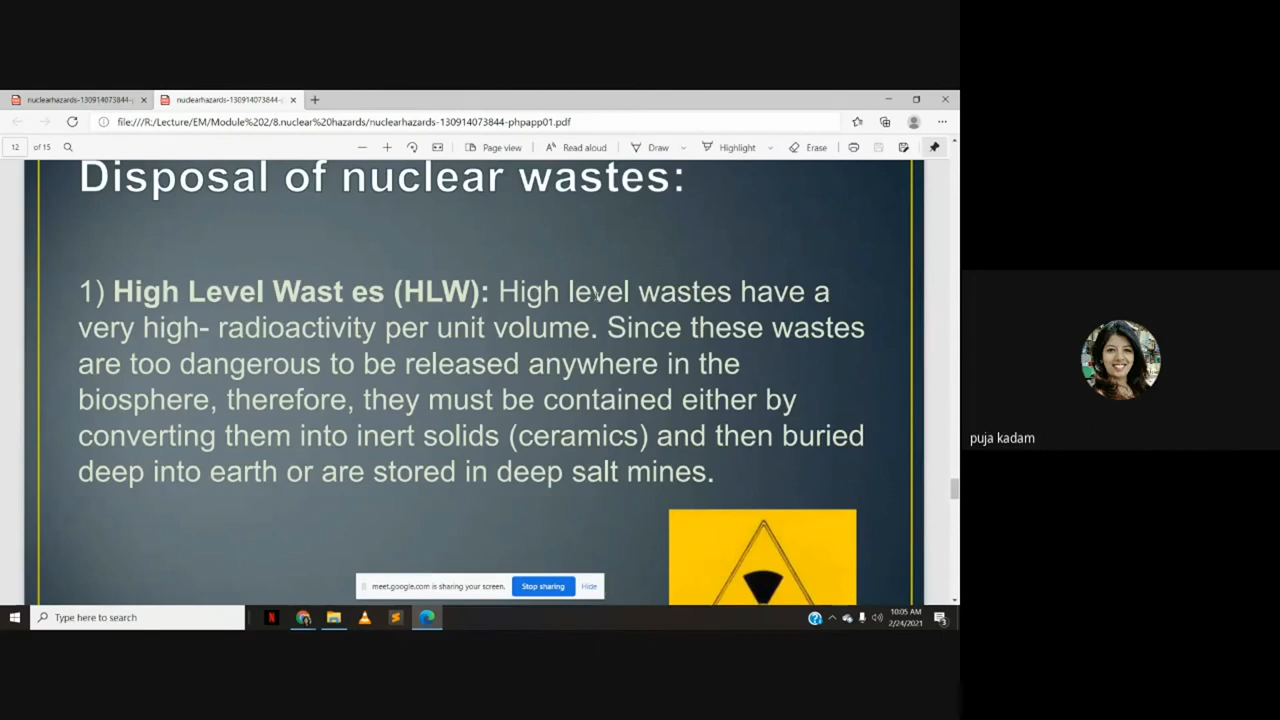 nuclearhazards-130914073844-p
nuclearhazards-130914073844-p
file:///R:/Lecture/EM/Module%202/8.nuclear%20hazards/nuclearhazards-130914073844-phpapp01.pdf
12 of 15
Page view
Read aloud
Draw
Highlight
Erase
Disposal of nuclear wastes:
1) High Level Wast es (HLW): High level wastes have a
very high- radioactivity per unit volume. Since these wastes
are too dangerous to be released anywhere in the
biosphere, therefore, they must be contained either by
converting them into inert solids (ceramics) and then buried
deep into earth or are stored in deep salt mines.
puja kadam
meet.google.com is sharing your screen.
Stop sharing
Hide
Type here to search
10:05 AM
2/24/2021
3